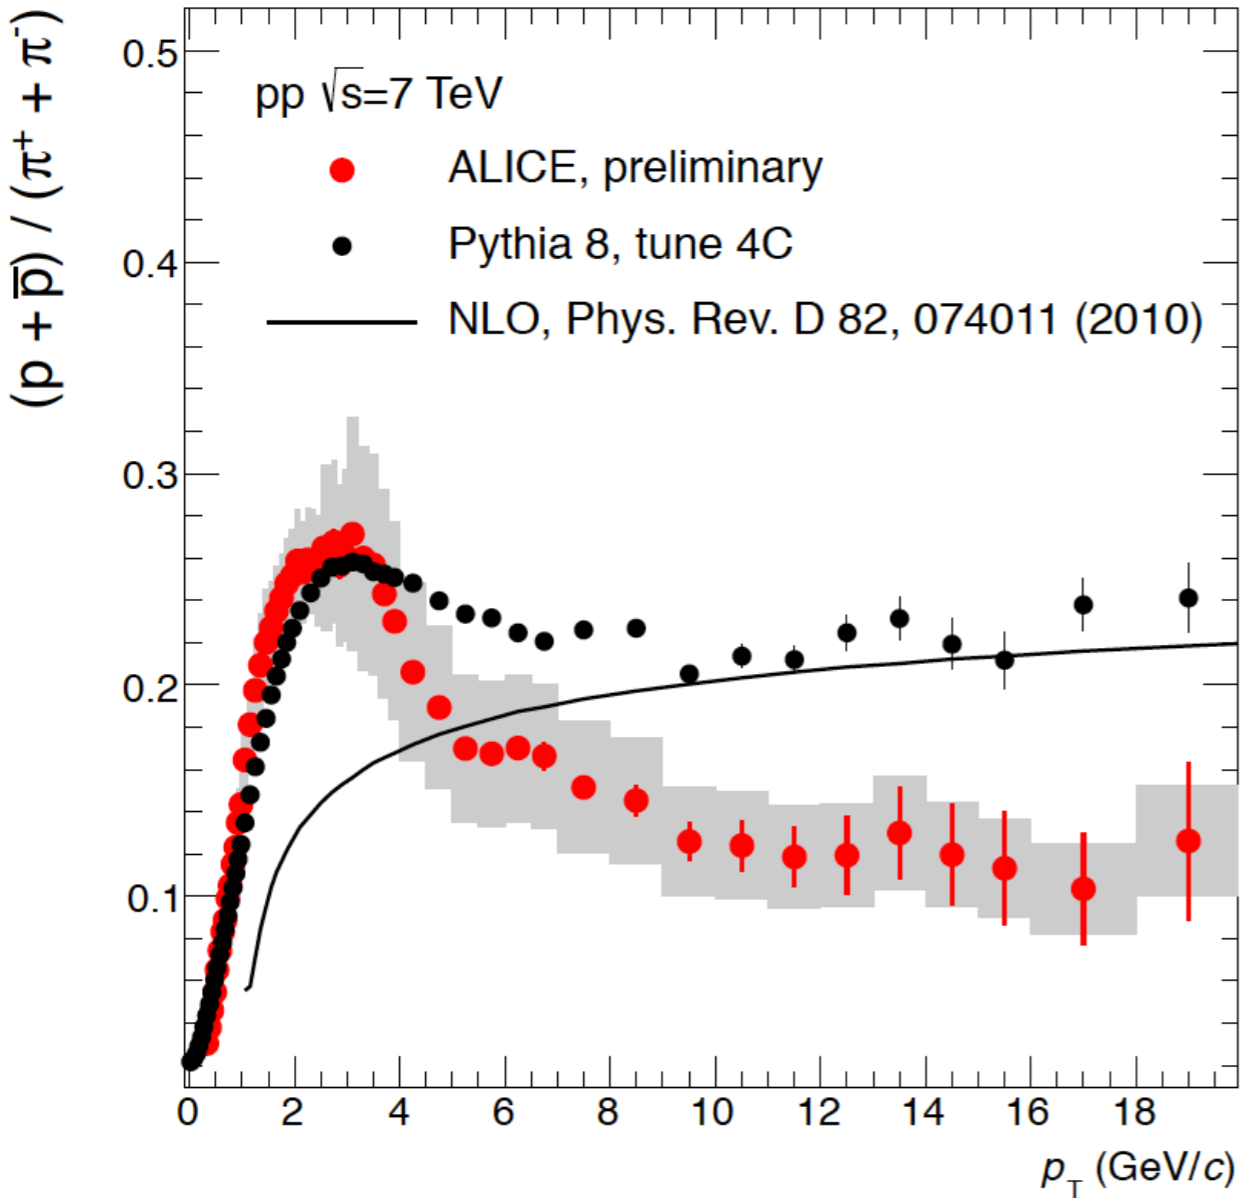 (p + p̅) / (π⁺ + π⁻)
0.5
0.4
0.3
0.2
0.1
pp √s=7 TeV
ALICE, preliminary
Pythia 8, tune 4C
NLO, Phys. Rev. D 82, 074011 (2010)
0 2 4 6 8 10 12 14 16 18
p_T (GeV/c)